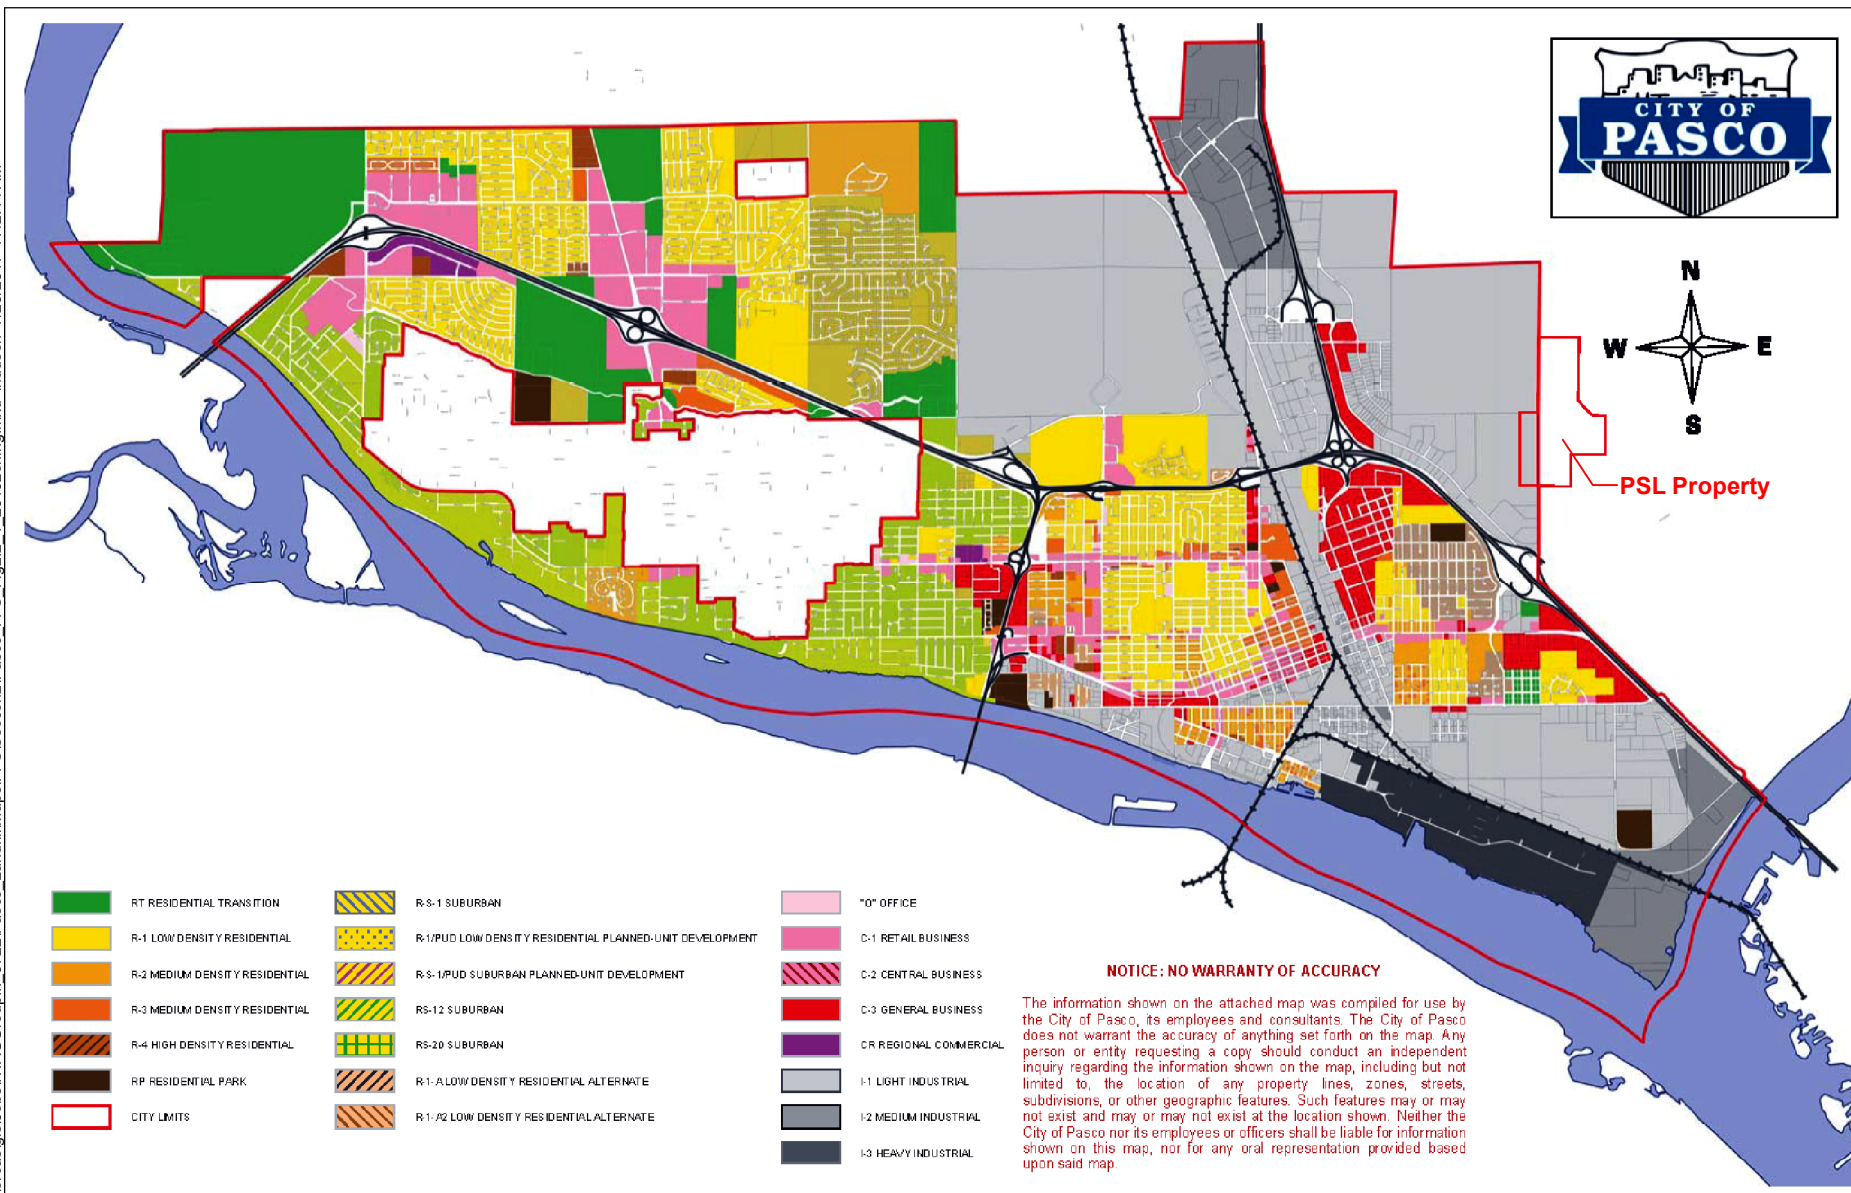 CITY OF
PASCO
N
W E
S
PSL Property
RT RESIDENTIAL TRANSITION
R-1 LOW DENSITY RESIDENTIAL
R-2 MEDIUM DENSITY RESIDENTIAL
R-3 MEDIUM DENSITY RESIDENTIAL
R-4 HIGH DENSITY RESIDENTIAL
RP RESIDENTIAL PARK
CITY LIMITS
R-S-1 SUBURBAN
R-1/PUD LOW DENSITY RESIDENTIAL PLANNED-UNIT DEVELOPMENT
R-S-1/PUD SUBURBAN PLANNED-UNIT DEVELOPMENT
RS-12 SUBURBAN
RS-20 SUBURBAN
R-1-A LOW DENSITY RESIDENTIAL ALTERNATE
R-1-A2 LOW DENSITY RESIDENTIAL ALTERNATE
"O" OFFICE
C-1 RETAIL BUSINESS
C-2 CENTRAL BUSINESS
C-3 GENERAL BUSINESS
CR REGIONAL COMMERCIAL
I-1 LIGHT INDUSTRIAL
I-2 MEDIUM INDUSTRIAL
I-3 HEAVY INDUSTRIAL
NOTICE: NO WARRANTY OF ACCURACY
The information shown on the attached map was compiled for use by
the City of Pasco, its employees and consultants. The City of Pasco
does not warrant the accuracy of anything set forth on the map. Any
person or entity requesting a copy should conduct an independent
inquiry regarding the information shown on the map, including but not
limited to, the location of any property lines, zones, streets,
subdivisions, or other geographic features. Such features may or may
not exist and may or may not exist at the location shown. Neither the
City of Pasco nor its employees or officers shall be liable for information
shown on this map, nor for any oral representation provided based
upon said map.